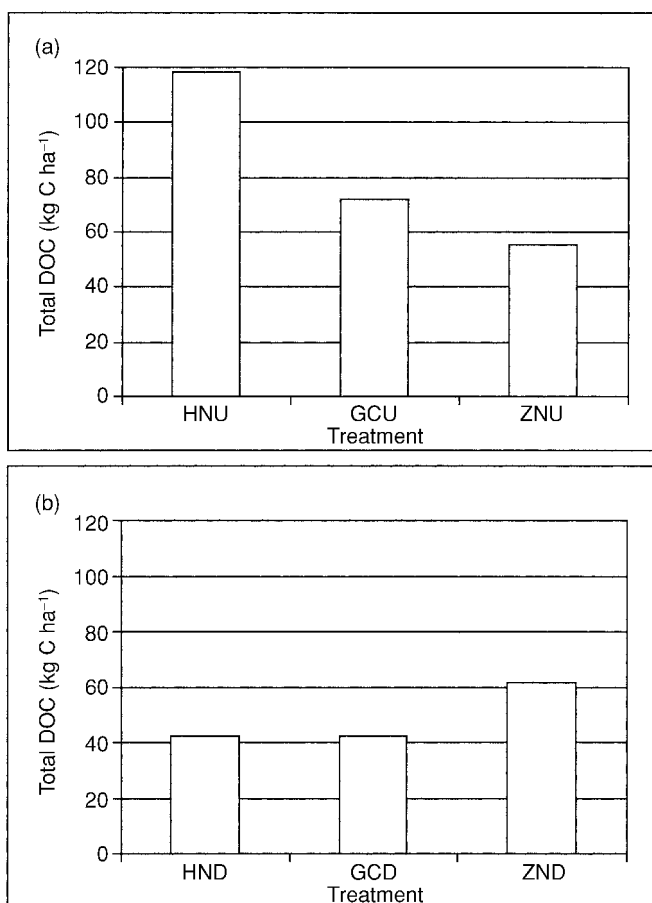 (a)
Total DOC (kg C ha⁻¹)
120
100
80
60
40
20
0
HNU GCU ZNU
Treatment
(b)
Total DOC (kg C ha⁻¹)
120
100
80
60
40
20
0
HND GCD ZND
Treatment